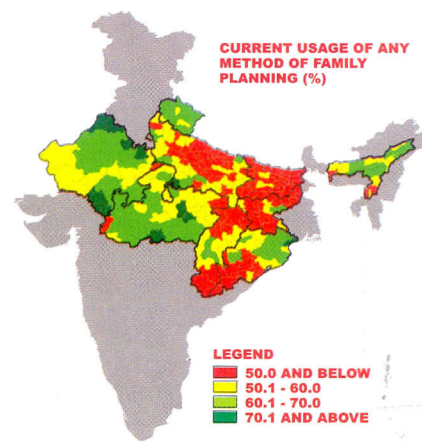 CURRENT USAGE OF ANY
METHOD OF FAMILY
PLANNING (%)
LEGEND
50.0 AND BELOW
50.1 - 60.0
60.1 - 70.0
70.1 AND ABOVE